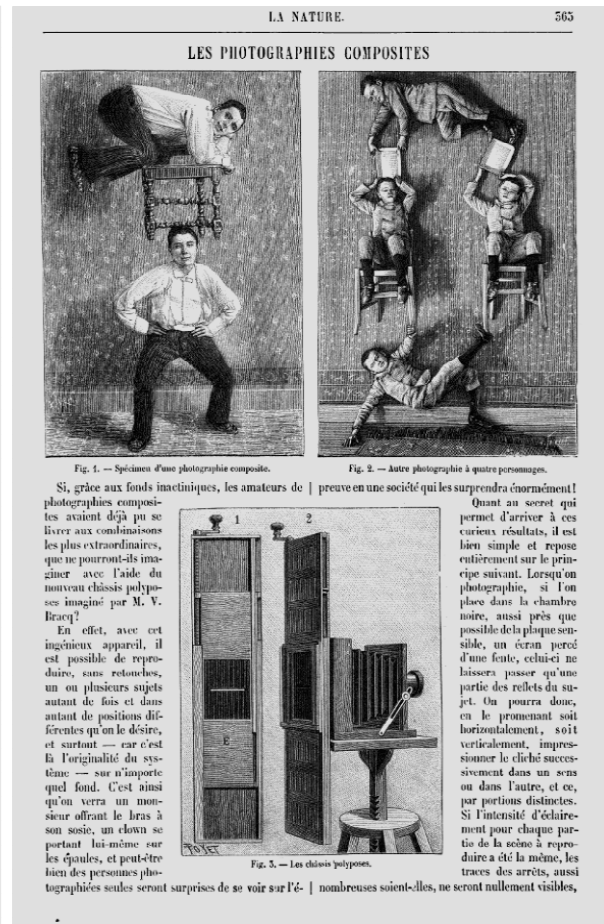 LA NATURE. 363
LES PHOTOGRAPHIES COMPOSITES
Fig. 1. — Spécimen d'une photographie composite.
Fig. 2. — Autre photographie à quatre personnages.
Si, grâce aux fonds inactiniques, les amateurs de
photographies composi-
tes avaient déjà pu se
livrer aux combinaisons
les plus extraordinaires,
que ne pourront-ils ima-
giner avec l'aide du
nouveau châssis polypo-
ses imaginé par M. V.
Bracq?
En effet, avec cet
ingénieux appareil, il
est possible de repro-
duire, sans retouches,
un ou plusieurs sujets
autant de fois et dans
autant de positions dif-
férentes qu'on le désire,
et surtout — car c'est
là l'originalité du sys-
tème — sur n'importe
quel fond. C'est ainsi
qu'on verra un mon-
sieur offrant le bras à
son sosie, un clown se
portant lui-même sur
les épaules, et peut-être
bien des personnes pho-
tographiées seules seront surprises de se voir sur l'é-
preuve en une société qui les surprendra énormément!
1 2
E
POYET
Fig. 3. — Les châssis polyposes.
Quant au secret qui
permet d'arriver à ces
curieux résultats, il est
bien simple et repose
entièrement sur le prin-
cipe suivant. Lorsqu'on
photographie, si l'on
place dans la chambre
noire, aussi près que
possible de la plaque sen-
sible, un écran percé
d'une fente, celui-ci ne
laissera passer qu'une
partie des reflets du su-
jet. On pourra donc,
en le promenant soit
horizontalement, soit
verticalement, impres-
sionner le cliché succes-
sivement dans un sens
ou dans l'autre, et ce,
par portions distinctes.
Si l'intensité d'éclaire-
ment pour chaque par-
tie de la scène à repro-
duire a été la même, les
traces des arrêts, aussi
nombreuses soient-elles, ne seront nullement visibles,